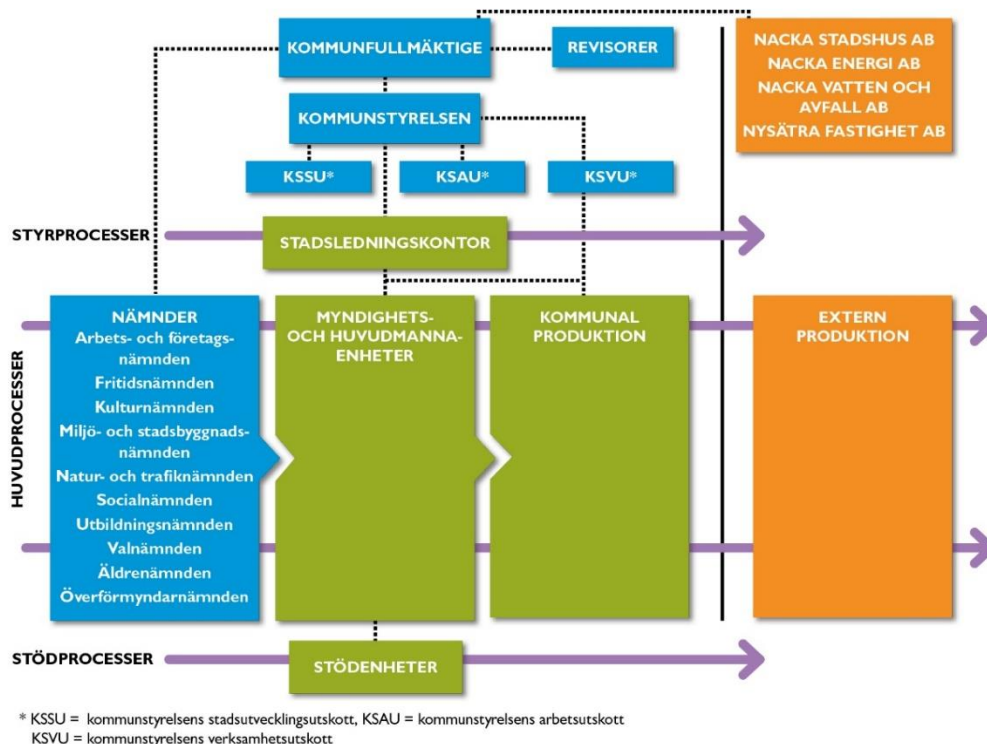 KOMMUNFULLMÄKTIGE
REVISORER
NACKA STADSHUS AB
NACKA ENERGI AB
NACKA VATTEN OCH
AVFALL AB
NYSÄTRA FASTIGHET AB
KOMMUNSTYRELSEN
KSSU*
KSAU*
KSVU*
STYRPROCESSER
STADSLEDNINGSKONTOR
HUVUDPROCESSER
NÄMNDER
Arbets- och företags-
nämnden
Fritidsnämnden
Kulturnämnden
Miljö- och stadsbyggnads-
nämnden
Natur- och trafiknämnden
Socialnämnden
Utbildningsnämnden
Valnämnden
Äldrenämnden
Överförmyndarnämnden
MYNDIGHETS-
OCH HUVUDMANNA-
ENHETER
KOMMUNAL
PRODUKTION
EXTERN
PRODUKTION
STÖDPROCESSER
STÖDENHETER
* KSSU = kommunstyrelsens stadsutvecklingsutskott, KSAU = kommunstyrelsens arbetsutskott
KSVU = kommunstyrelsens verksamhetsutskott